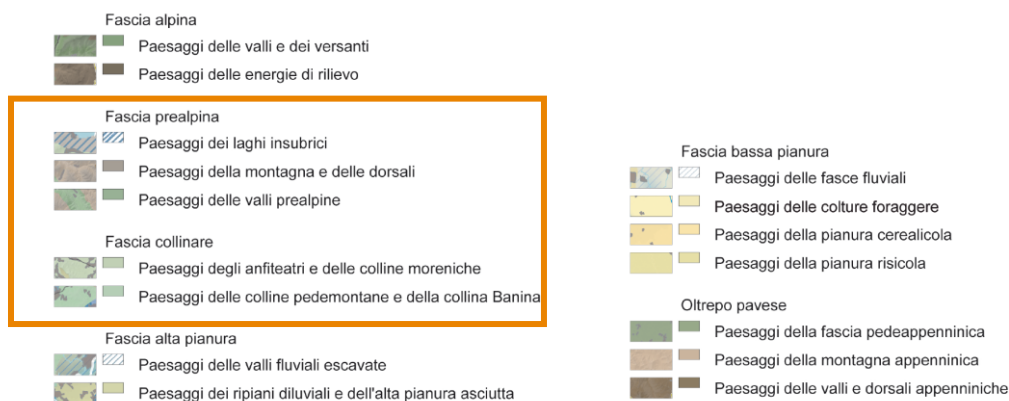 Fascia alpina
Paesaggi delle valli e dei versanti
Paesaggi delle energie di rilievo
Fascia prealpina
Paesaggi dei laghi insubrici
Paesaggi della montagna e delle dorsali
Paesaggi delle valli prealpine
Fascia collinare
Paesaggi degli anfiteatri e delle colline moreniche
Paesaggi delle colline pedemontane e della collina Banina
Fascia alta pianura
Paesaggi delle valli fluviali escavate
Paesaggi dei ripiani diluviali e dell'alta pianura asciutta
Fascia bassa pianura
Paesaggi delle fasce fluviali
Paesaggi delle colture foraggere
Paesaggi della pianura cerealicola
Paesaggi della pianura risicola
Oltrepo pavese
Paesaggi della fascia pedeappenninica
Paesaggi della montagna appenninica
Paesaggi delle valli e dorsali appenniniche